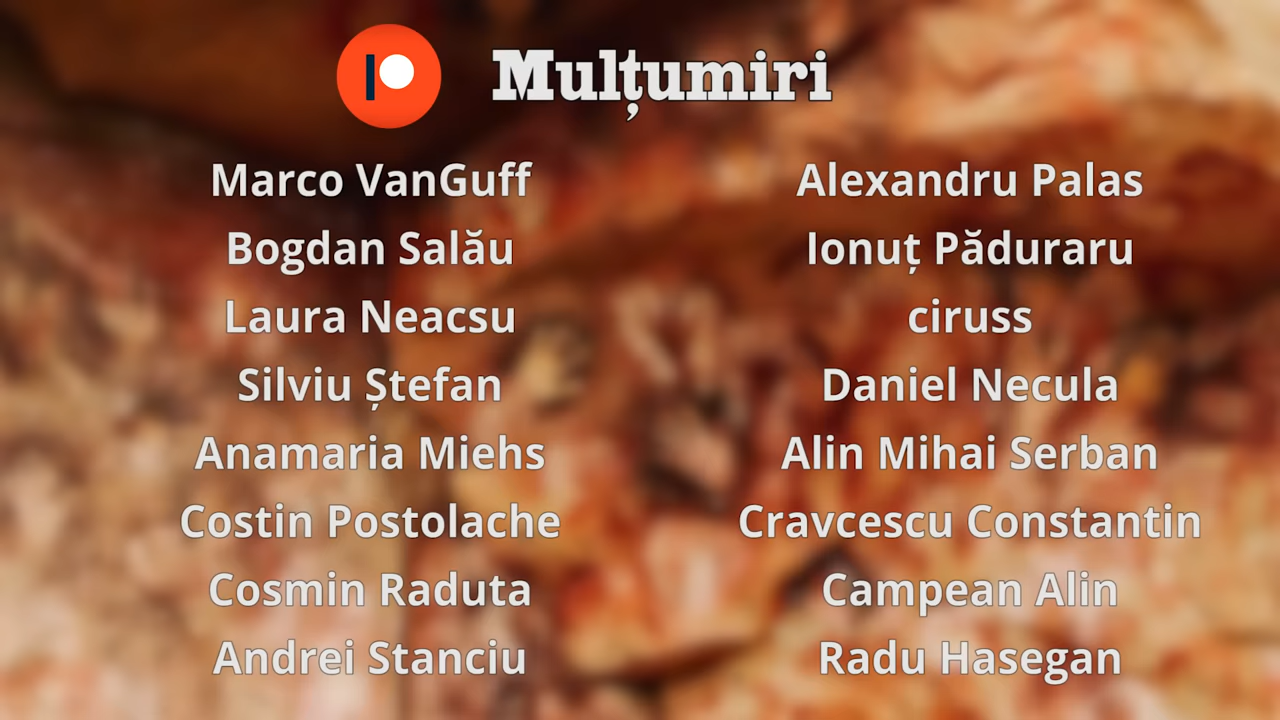 Mulțumiri
Marco VanGuff
Bogdan Salău
Laura Neacsu
Silviu Ștefan
Anamaria Miehs
Costin Postolache
Cosmin Raduta
Andrei Stanciu
Alexandru Palas
Ionuț Păduraru
ciruss
Daniel Necula
Alin Mihai Serban
Cravcescu Constantin
Campean Alin
Radu Hasegan